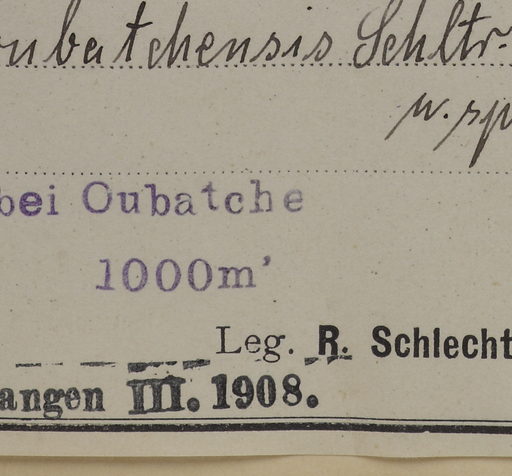 oubatchensis Schltr.
n. sp
bei Oubatche
1000m'
Leg. R. Schlecht
angen III. 1908.